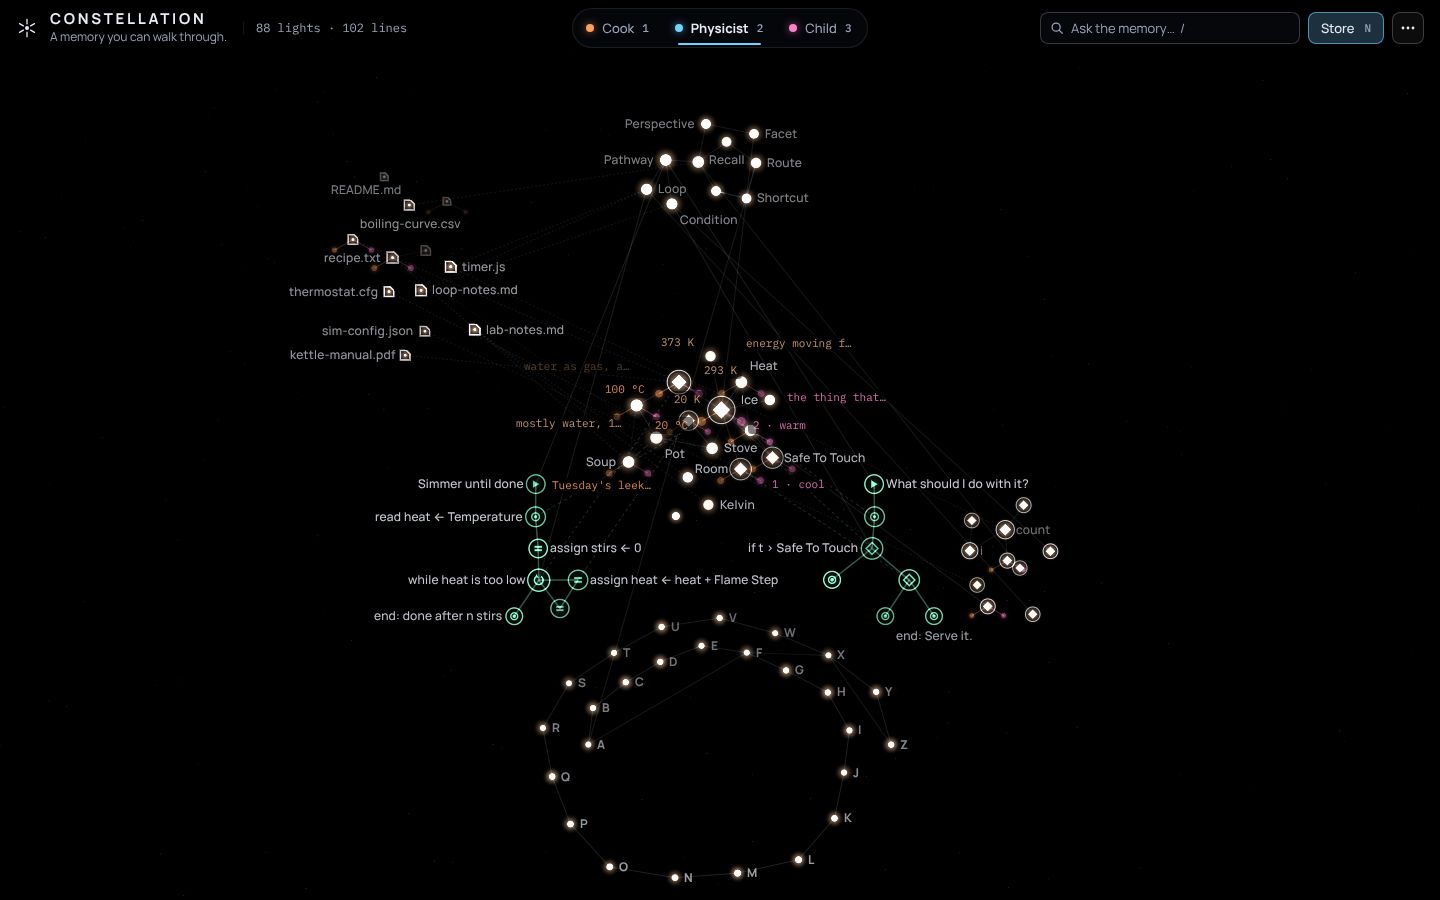 CONSTELLATION
A memory you can walk through.
88 lights · 102 lines
Cook 1
Physicist 2
Child 3
Ask the memory… /
Store N
Perspective
Facet
Pathway
Recall
Route
README.md
Loop
Shortcut
boiling-curve.csv
Condition
recipe.txt
timer.js
thermostat.cfg
loop-notes.md
sim-config.json
lab-notes.md
kettle-manual.pdf
373 K
energy moving f…
water as gas, a…
293 K
Heat
100 °C
20 K
Ice
the thing that…
mostly water, 1…
2 · warm
Pot
Stove
Safe To Touch
Soup
Room
Simmer until done
Tuesday's leek…
1 · cool
What should I do with it?
Kelvin
read heat ← Temperature
count
assign stirs ← 0
if t > Safe To Touch
i
while heat is too low
assign heat ← heat + Flame Step
end: done after n stirs
end: Serve it.
U
V
W
T
D
E
F
X
S
C
G
H
Y
B
R
A
I
Z
Q
J
P
K
O
N
M
L